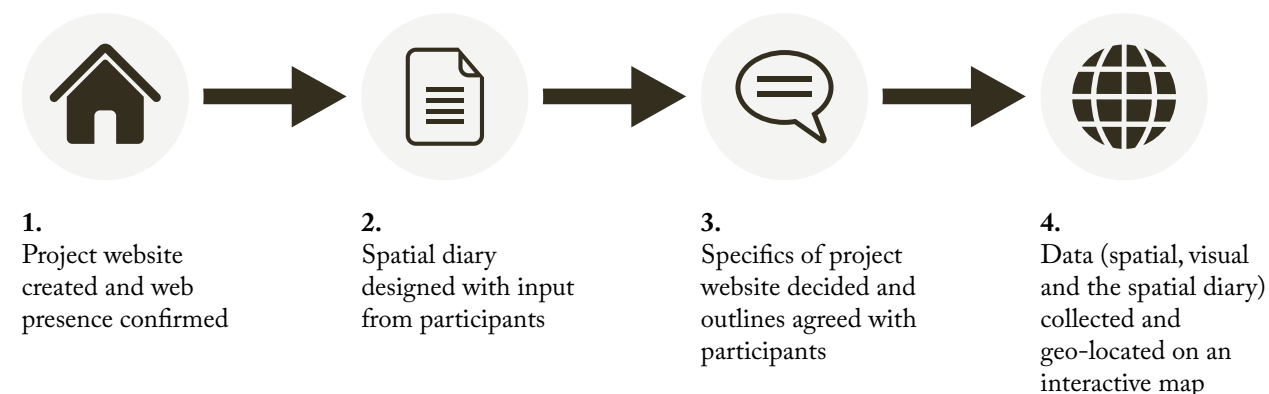 1.
Project website
created and web
presence confirmed
2.
Spatial diary
designed with input
from participants
3.
Specifics of project
website decided and
outlines agreed with
participants
4.
Data (spatial, visual
and the spatial diary)
collected and
geo-located on an
interactive map